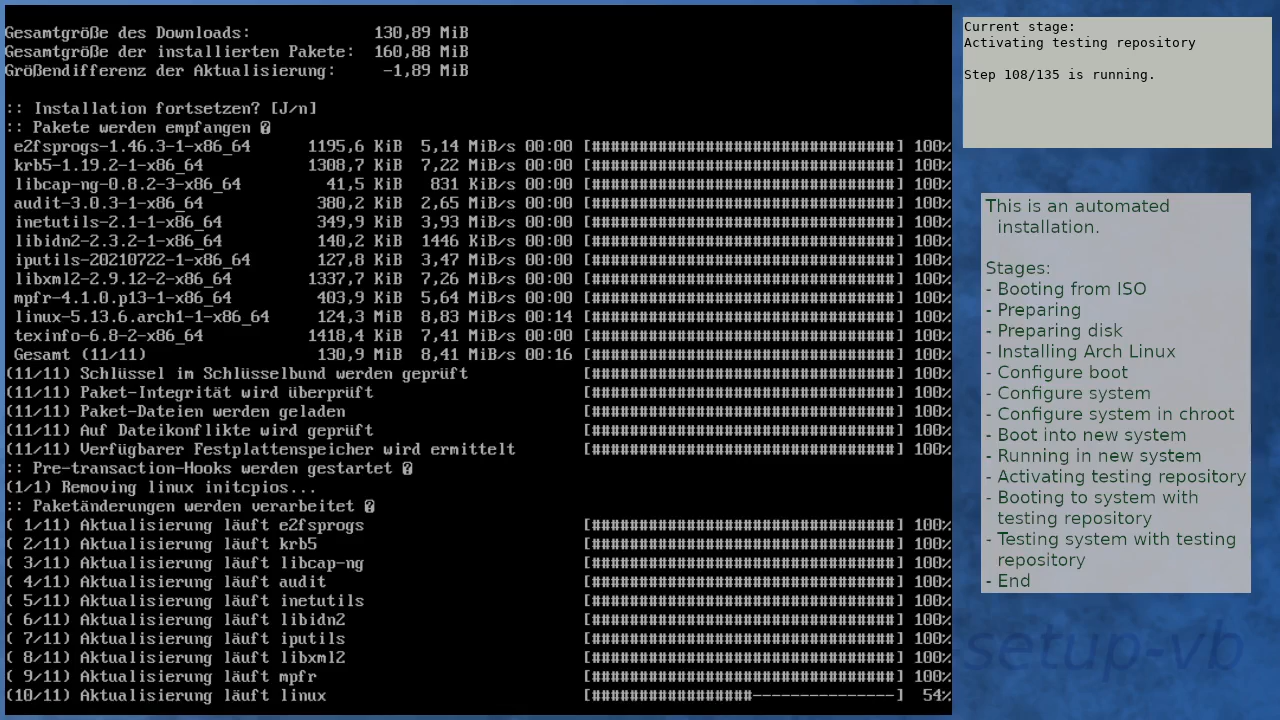 Gesamtgröße des Downloads: 130,89 MiB
Gesamtgröße der installierten Pakete: 160,88 MiB
Größendifferenz der Aktualisierung: -1,89 MiB
:: Installation fortsetzen? [J/n]
:: Pakete werden empfangen �
e2fsprogs-1.46.3-1-x86_64 1195,6 KiB 5,14 MiB/s 00:00 [################################] 100%
krb5-1.19.2-1-x86_64 1308,7 KiB 7,22 MiB/s 00:00 [################################] 100%
libcap-ng-0.8.2-3-x86_64 41,5 KiB 831 KiB/s 00:00 [################################] 100%
audit-3.0.3-1-x86_64 380,2 KiB 2,65 MiB/s 00:00 [################################] 100%
inetutils-2.1-1-x86_64 349,9 KiB 3,93 MiB/s 00:00 [################################] 100%
libidn2-2.3.2-1-x86_64 140,2 KiB 1446 KiB/s 00:00 [################################] 100%
iputils-20210722-1-x86_64 127,8 KiB 3,47 MiB/s 00:00 [################################] 100%
libxml2-2.9.12-2-x86_64 1337,7 KiB 7,26 MiB/s 00:00 [################################] 100%
mpfr-4.1.0.p13-1-x86_64 403,9 KiB 5,64 MiB/s 00:00 [################################] 100%
linux-5.13.6.arch1-1-x86_64 124,3 MiB 8,83 MiB/s 00:14 [################################] 100%
texinfo-6.8-2-x86_64 1418,4 KiB 7,41 MiB/s 00:00 [################################] 100%
Gesamt (11/11) 130,9 MiB 8,41 MiB/s 00:16 [################################] 100%
(11/11) Schlüssel im Schlüsselbund werden geprüft [################################] 100%
(11/11) Paket-Integrität wird überprüft [################################] 100%
(11/11) Paket-Dateien werden geladen [################################] 100%
(11/11) Auf Dateikonflikte wird geprüft [################################] 100%
(11/11) Verfügbarer Festplattenspeicher wird ermittelt [################################] 100%
:: Pre-transaction-Hooks werden gestartet �
(1/1) Removing linux initcpios...
:: Paketänderungen werden verarbeitet �
( 1/11) Aktualisierung läuft e2fsprogs [################################] 100%
( 2/11) Aktualisierung läuft krb5 [################################] 100%
( 3/11) Aktualisierung läuft libcap-ng [################################] 100%
( 4/11) Aktualisierung läuft audit [################################] 100%
( 5/11) Aktualisierung läuft inetutils [################################] 100%
( 6/11) Aktualisierung läuft libidn2 [################################] 100%
( 7/11) Aktualisierung läuft iputils [################################] 100%
( 8/11) Aktualisierung läuft libxml2 [################################] 100%
( 9/11) Aktualisierung läuft mpfr [################################] 100%
(10/11) Aktualisierung läuft linux [#################---------------] 54%
Current stage:
Activating testing repository
Step 108/135 is running.
This is an automated
installation.
Stages:
- Booting from ISO
- Preparing
- Preparing disk
- Installing Arch Linux
- Configure boot
- Configure system
- Configure system in chroot
- Boot into new system
- Running in new system
- Activating testing repository
- Booting to system with
testing repository
- Testing system with testing
repository
- End
setup-vb